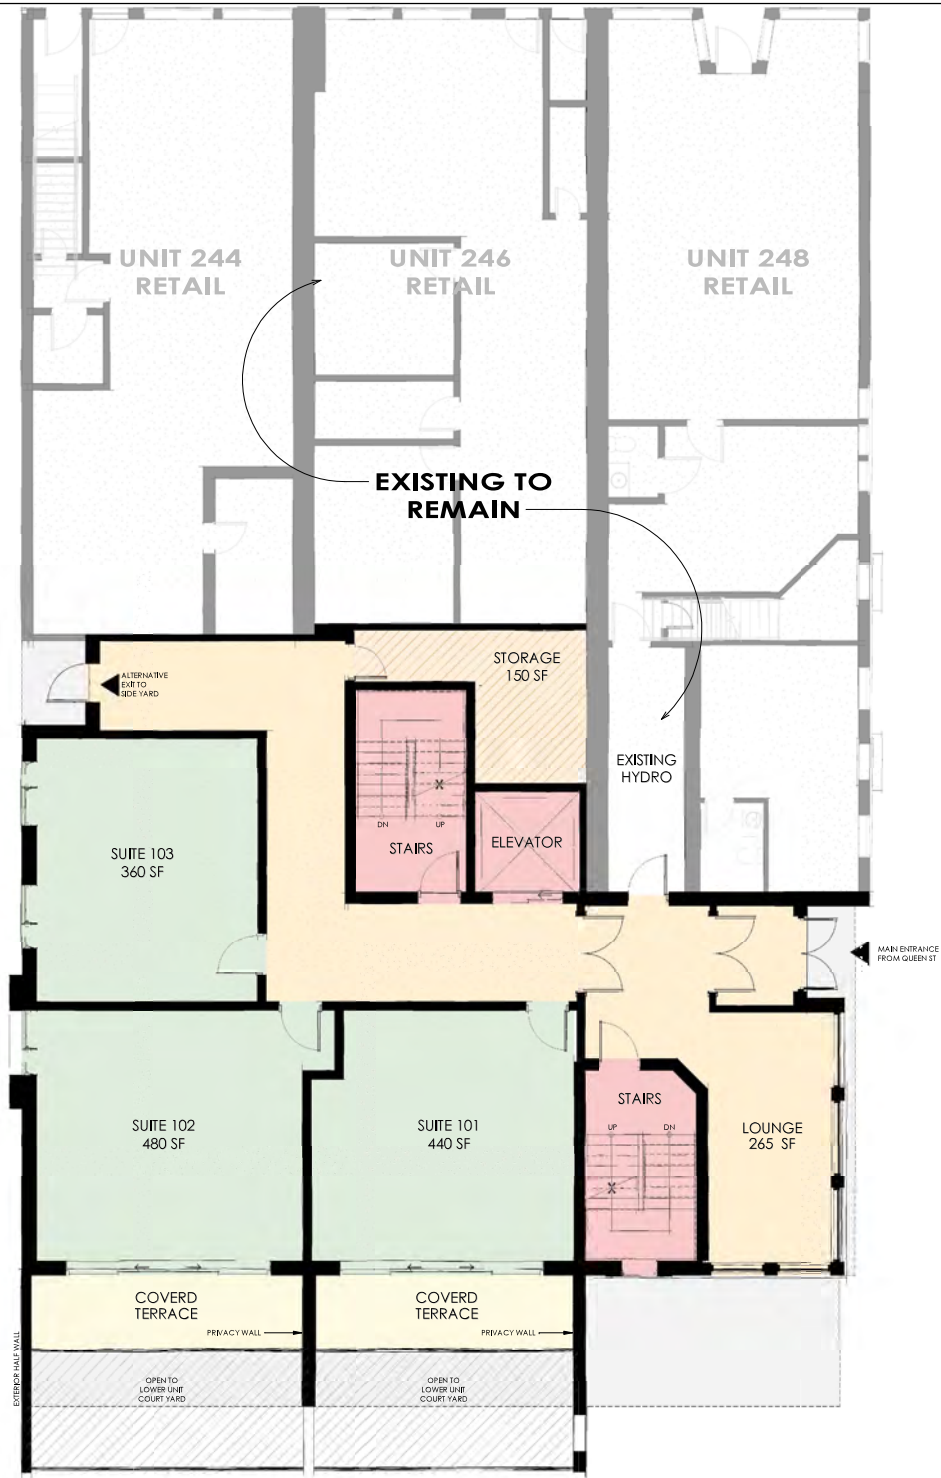 UNIT 244
RETAIL
UNIT 246
RETAIL
UNIT 248
RETAIL
EXISTING TO
REMAIN
STORAGE
150 SF
ALTERNATIVE
EXIT TO
SIDE YARD
EXISTING
HYDRO
X
DN
UP
STAIRS
ELEVATOR
SUITE 103
360 SF
MAIN ENTRANCE
FROM QUEEN ST
STAIRS
UP
DN
X
SUITE 102
480 SF
SUITE 101
440 SF
LOUNGE
265 SF
COVERD
TERRACE
COVERD
TERRACE
PRIVACY WALL
PRIVACY WALL
EXTERIOR HALF WALL
OPEN TO
LOWER UNIT
COURT YARD
OPEN TO
LOWER UNIT
COURT YARD